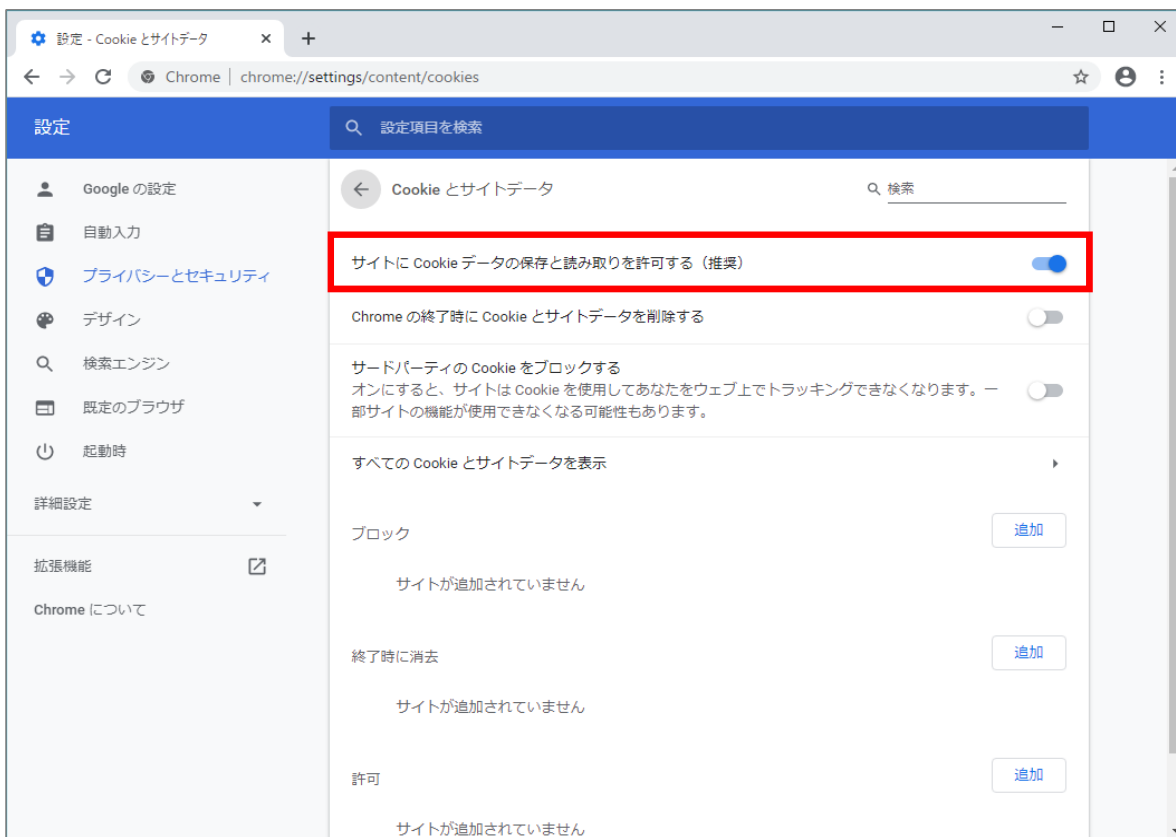 設定 - Cookie とサイトデータ
Chrome | chrome://settings/content/cookies
設定
設定項目を検索
Google の設定
自動入力
プライバシーとセキュリティ
デザイン
検索エンジン
既定のブラウザ
起動時
詳細設定
拡張機能
Chrome について
Cookie とサイトデータ
検索
サイトに Cookie データの保存と読み取りを許可する（推奨）
Chrome の終了時に Cookie とサイトデータを削除する
サードパーティの Cookie をブロックする
オンにすると、サイトは Cookie を使用してあなたをウェブ上でトラッキングできなくなります。一
部サイトの機能が使用できなくなる可能性もあります。
すべての Cookie とサイトデータを表示
ブロック
追加
サイトが追加されていません
終了時に消去
追加
サイトが追加されていません
許可
追加
サイトが追加されていません